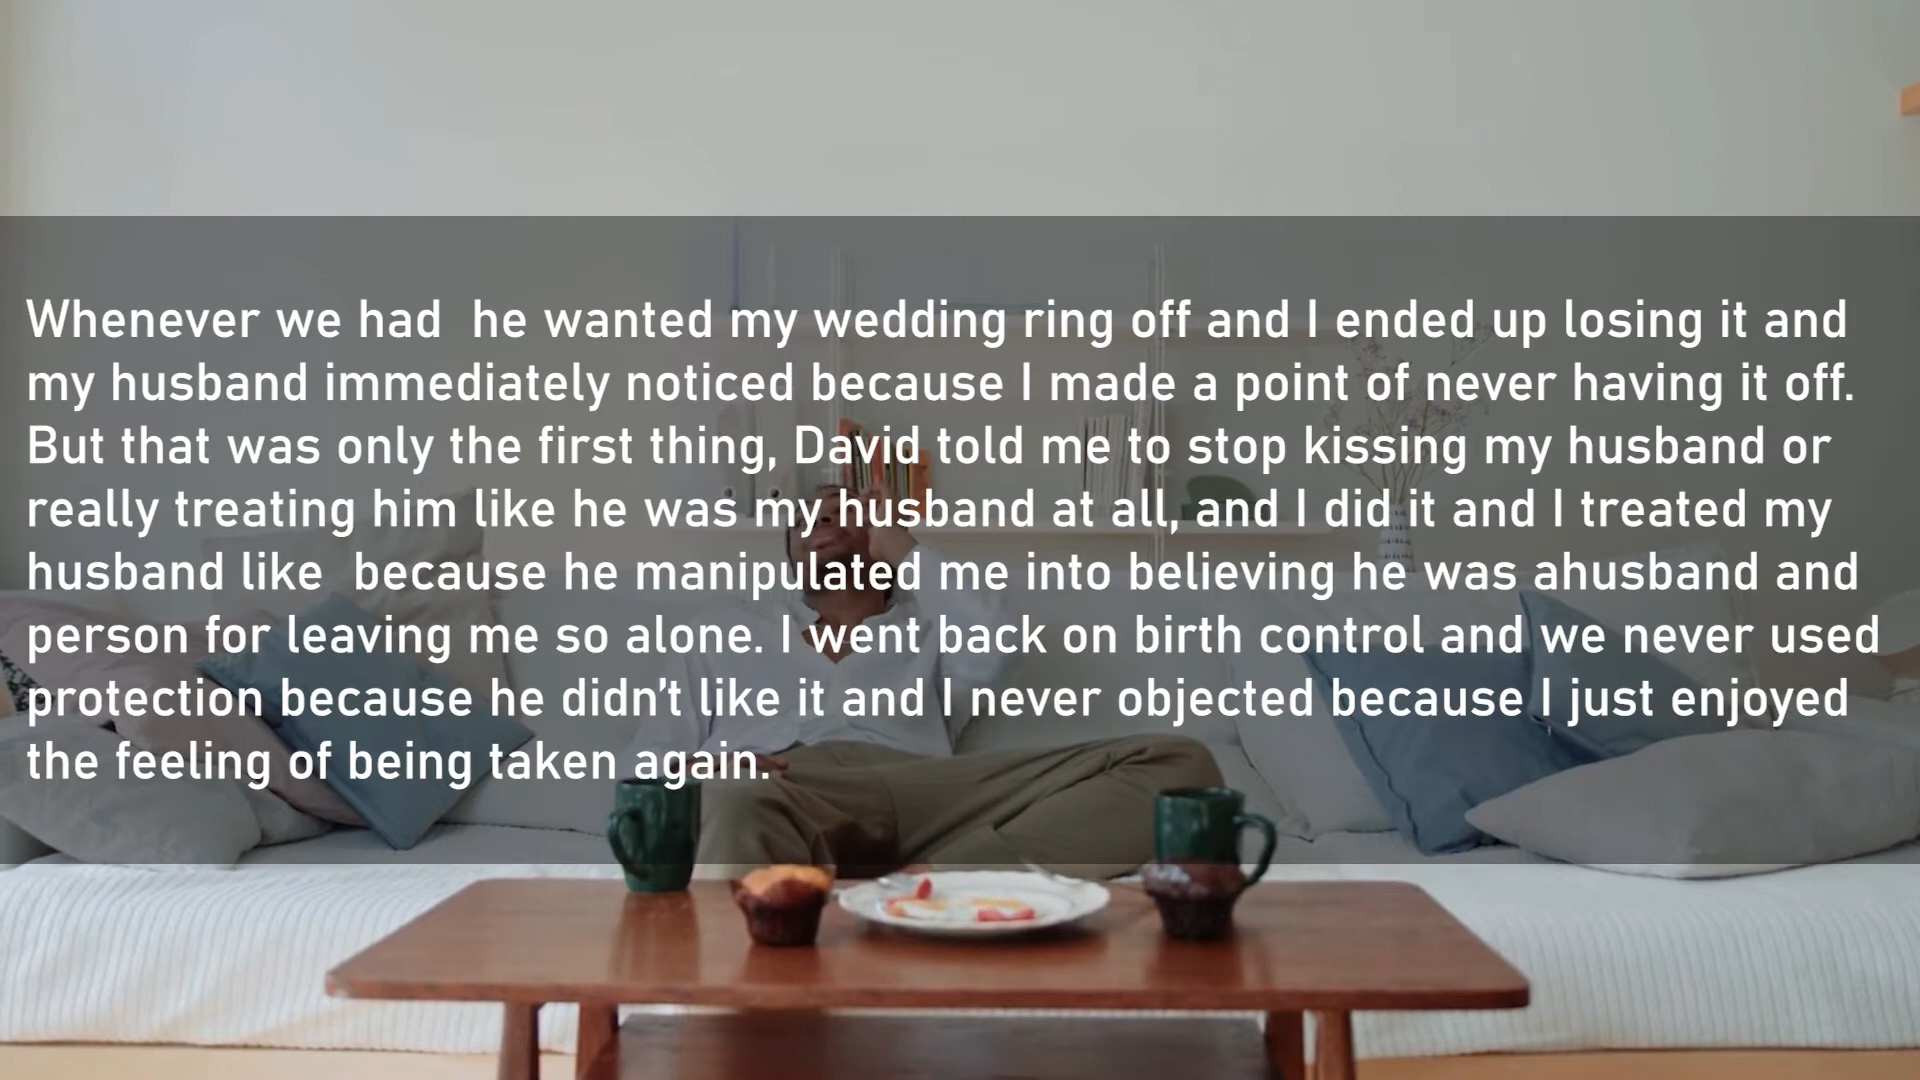 Whenever we had  he wanted my wedding ring off and I ended up losing it and
my husband immediately noticed because I made a point of never having it off.
But that was only the first thing, David told me to stop kissing my husband or
really treating him like he was my husband at all, and I did it and I treated my
husband like  because he manipulated me into believing he was ahusband and
person for leaving me so alone. I went back on birth control and we never used
protection because he didn’t like it and I never objected because I just enjoyed
the feeling of being taken again.